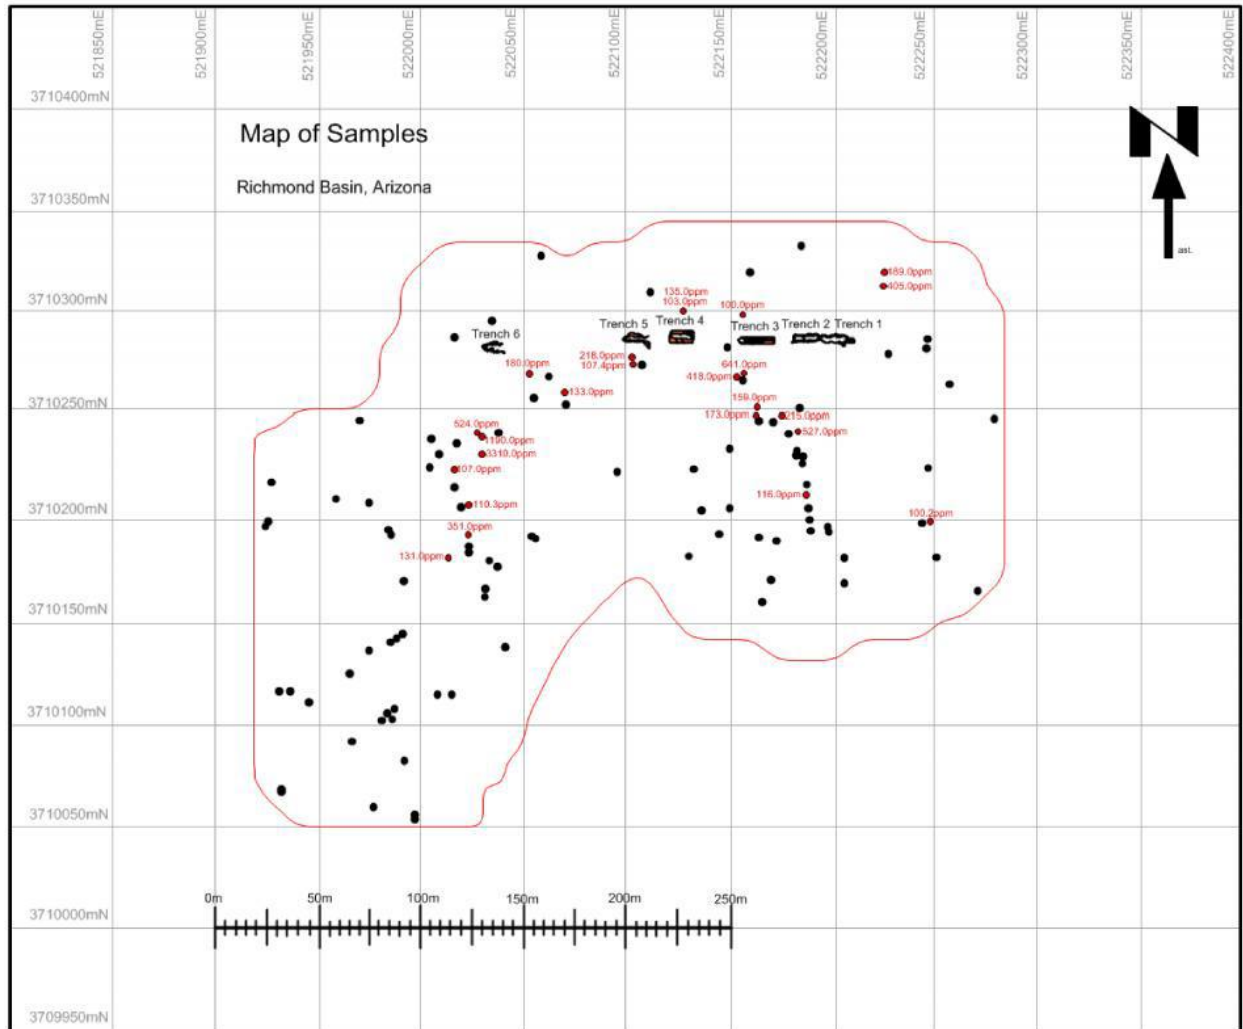 521850mE
521900mE
521950mE
522000mE
522050mE
522100mE
522150mE
522200mE
522250mE
522300mE
522350mE
522400mE
3710400mN
Map of Samples
Richmond Basin, Arizona
3710350mN
ast.
489.0ppm
405.0ppm
135.0ppm
103.0ppm
100.0ppm
3710300mN
Trench 6
Trench 5
Trench 4
Trench 3
Trench 2
Trench 1
218.0ppm
107.4ppm
180.0ppm
133.0ppm
641.0ppm
418.0ppm
159.0ppm
173.0ppm
215.0ppm
527.0ppm
3710250mN
524.0ppm
1190.0ppm
3310.0ppm
107.0ppm
110.3ppm
116.0ppm
100.2ppm
3710200mN
351.0ppm
131.0ppm
3710150mN
3710100mN
3710050mN
0m
50m
100m
150m
200m
250m
3710000mN
3709950mN